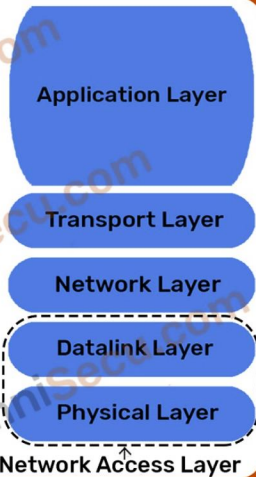 Application Layer
Transport Layer
Network Layer
Datalink Layer
Physical Layer
Network Access Layer